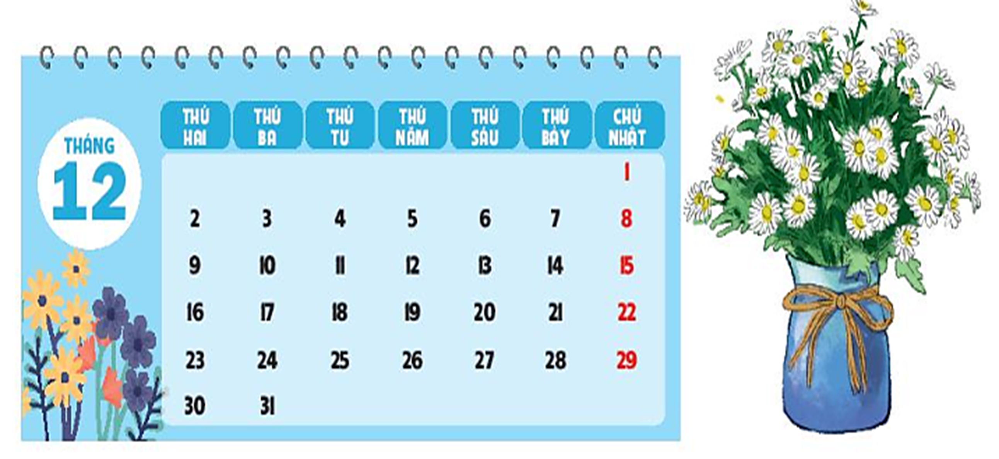 THÁNG
12
THỨ HAI THỨ BA THỨ TƯ THỨ NĂM THỨ SÁU THỨ BẢY CHỦ NHẬT
1
2 3 4 5 6 7 8
9 10 11 12 13 14 15
16 17 18 19 20 21 22
23 24 25 26 27 28 29
30 31